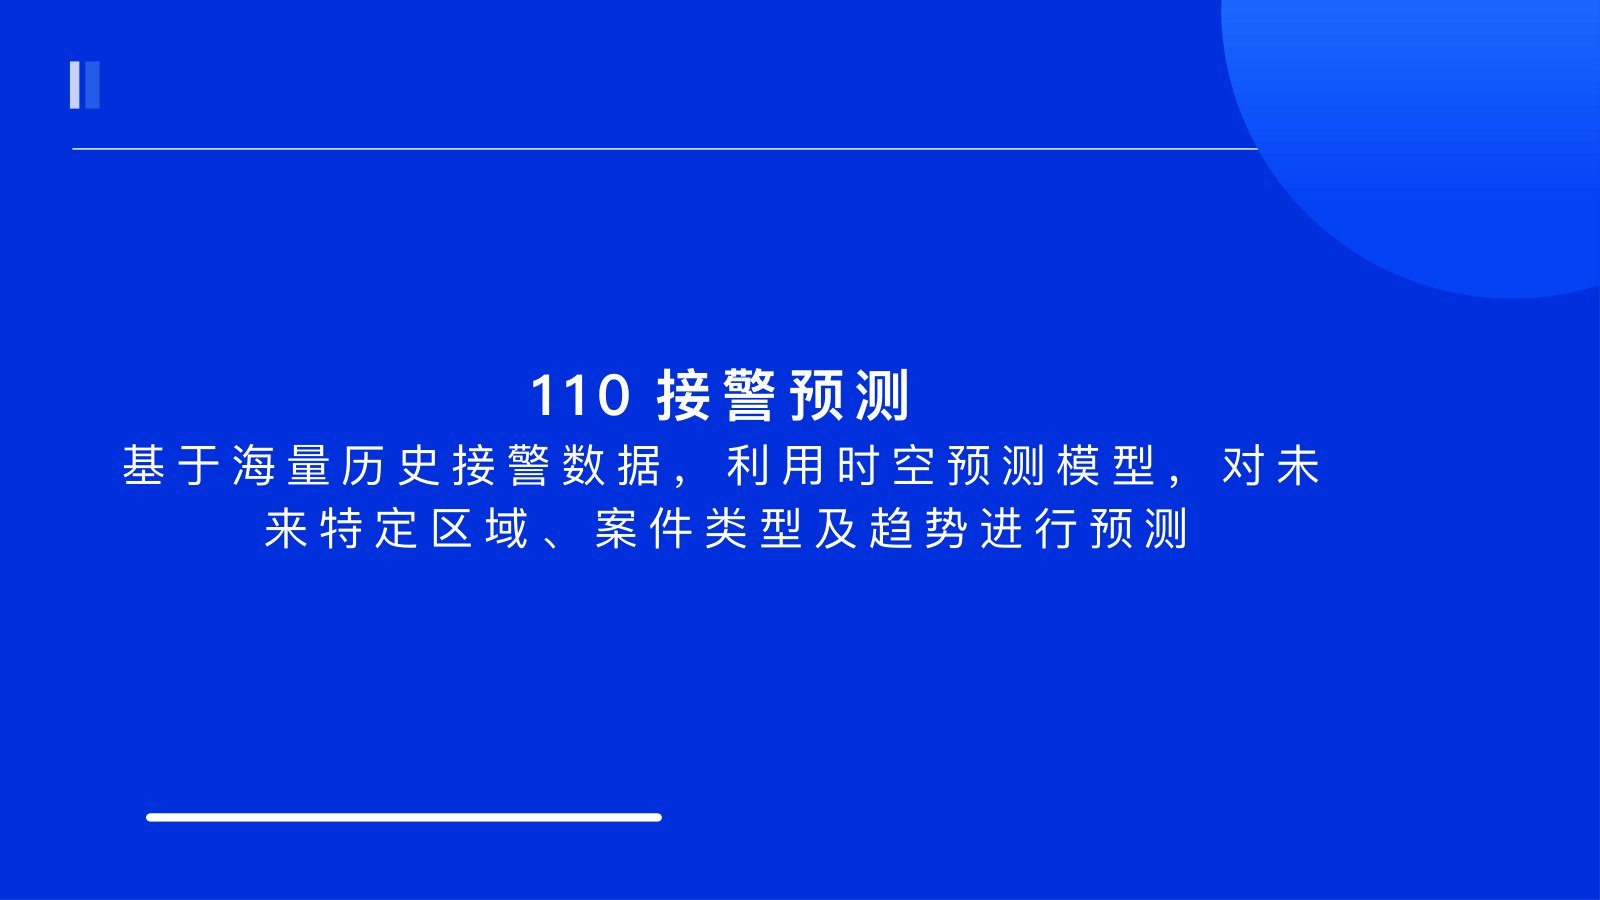 110 接警预测
基于海量历史接警数据，利用时空预测模型，对未
来特定区域、案件类型及趋势进行预测